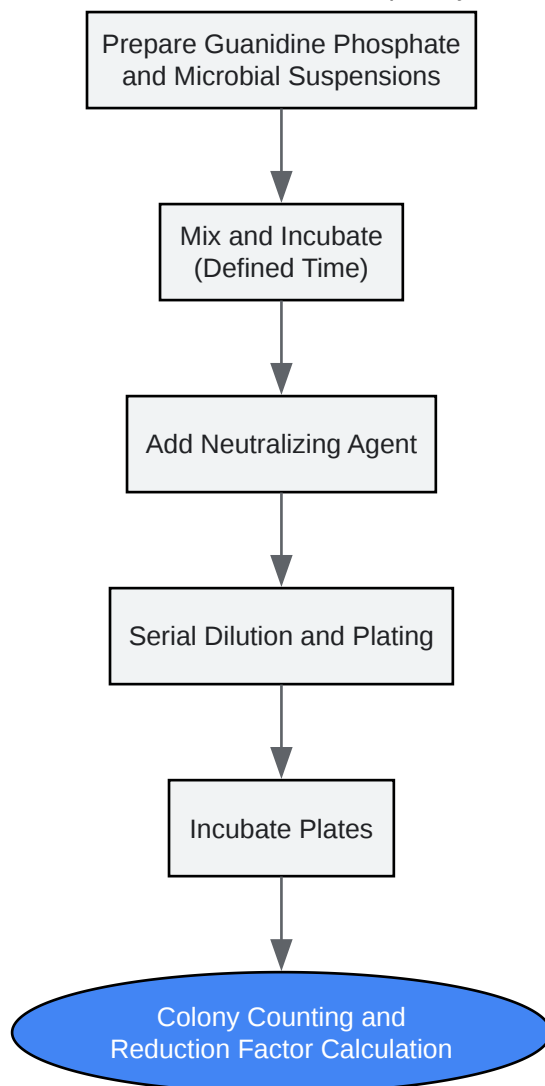 Prepare Guanidine Phosphate
and Microbial Suspensions
Mix and Incubate
(Defined Time)
Add Neutralizing Agent
Serial Dilution and Plating
Incubate Plates
Colony Counting and
Reduction Factor Calculation